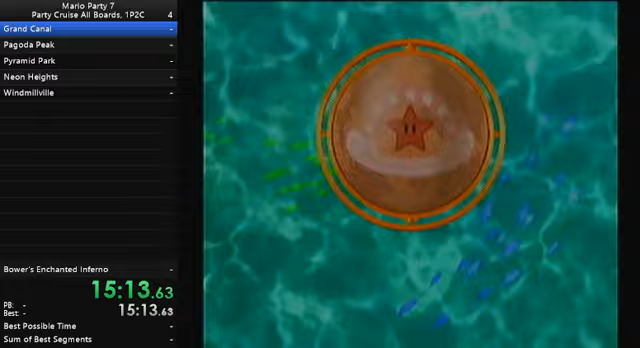 Mario Party 7
Party Cruise All Boards, 1P2C 4
Grand Canal -
Pagoda Peak -
Pyramid Park -
Neon Heights -
Windmillville -
Bower's Enchanted Inferno -
15:13.63
PB: -
Best: - 15:13.63
Best Possible Time -
Sum of Best Segments -